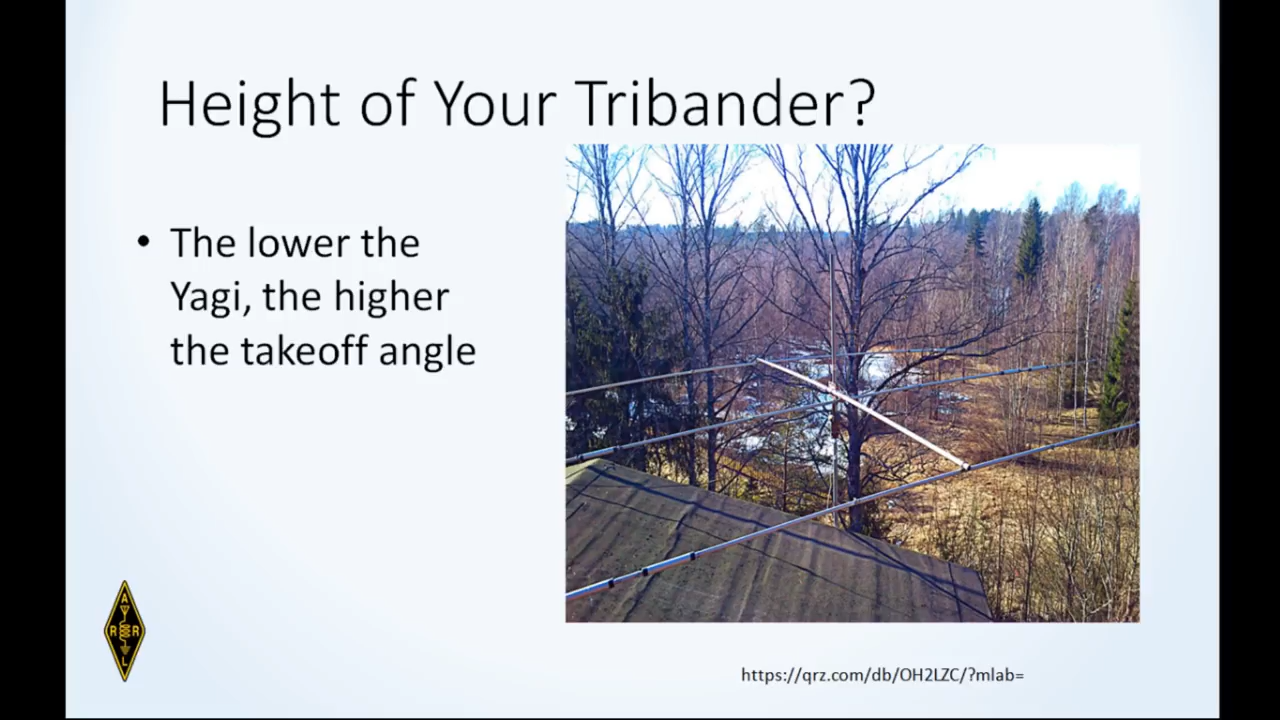 Height of Your Tribander?
• The lower the
Yagi, the higher
the takeoff angle
A
R R
L
https://qrz.com/db/OH2LZC/?mlab=